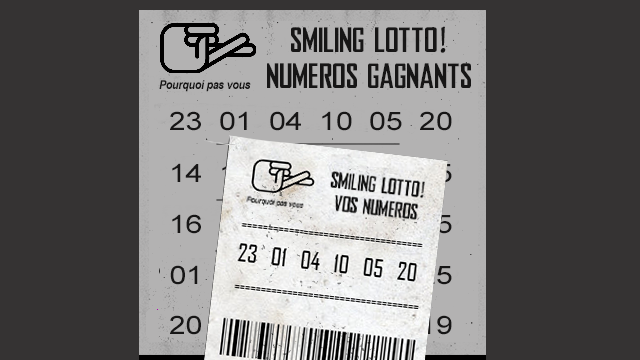 SMILING LOTTO!
NUMEROS GAGNANTS
Pourquoi pas vous
23 01 04 10 05 20
14
16
01
20 19
SMILING LOTTO!
VOS NUMEROS
Pourquoi pas vous
23 01 04 10 05 20